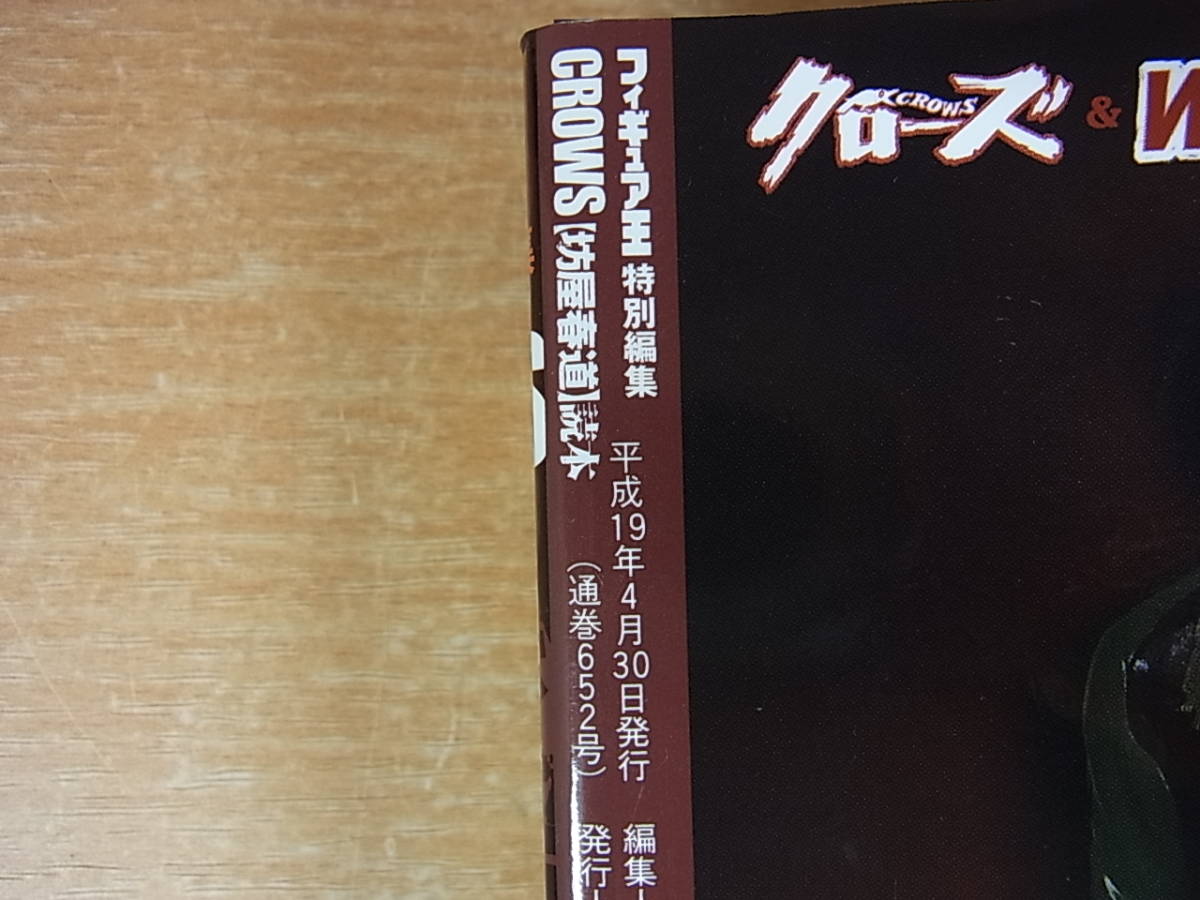 フィギュア王 特別編集 平成19年4月30日発行 編集
CROWS【坊屋春道】読本 (通巻652号) 発行
クローズ
CROWS
&